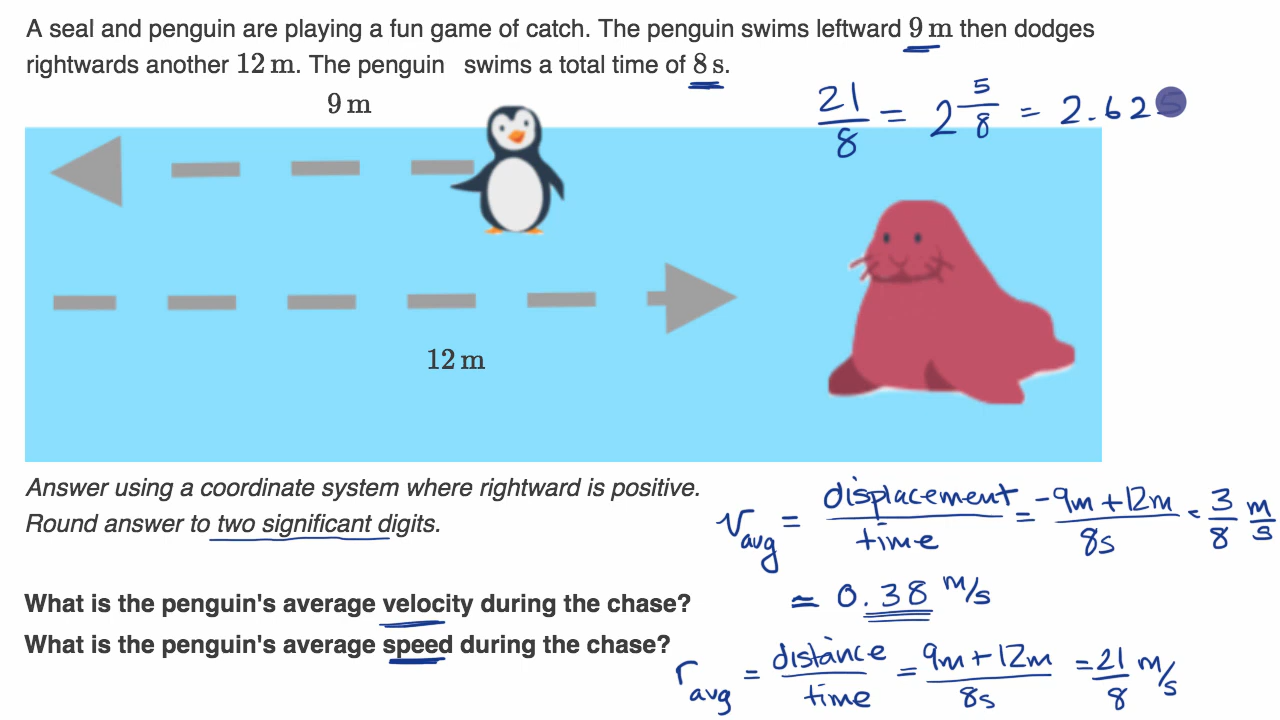 A seal and penguin are playing a fun game of catch. The penguin swims leftward 9 m then dodges
rightwards another 12 m. The penguin swims a total time of 8 s.
9 m
21/8 = 2 5/8 = 2.625
12 m
Answer using a coordinate system where rightward is positive.
Round answer to two significant digits.
v avg = displacement/time = -9m+12m/8s = 3/8 m/s
≈ 0.38 m/s
What is the penguin's average velocity during the chase?
What is the penguin's average speed during the chase?
r avg = distance/time = 9m+12m/8s = 21/8 m/s